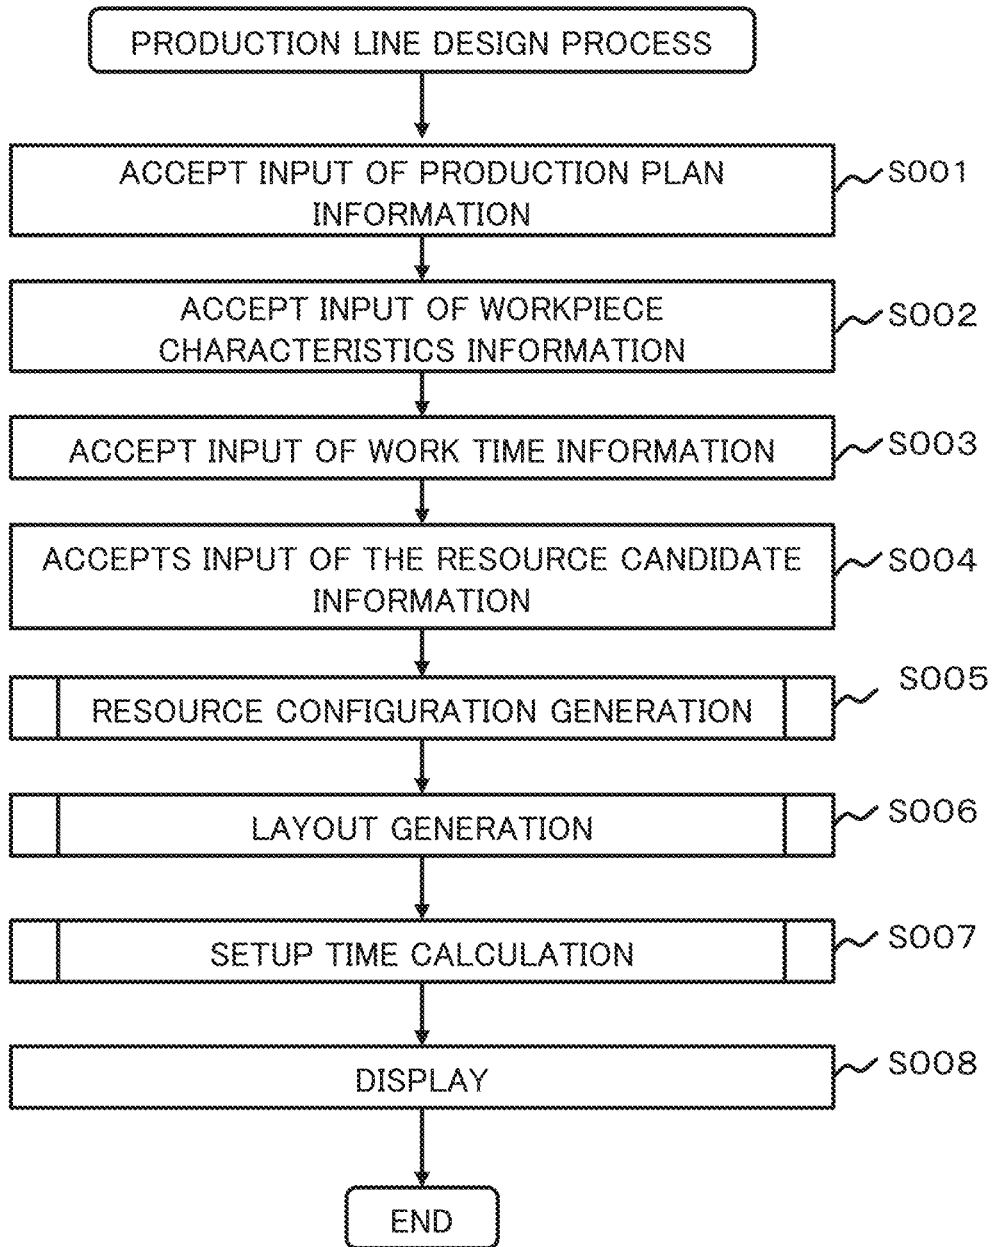 PRODUCTION LINE DESIGN PROCESS
ACCEPT INPUT OF PRODUCTION PLAN
INFORMATION
S001
ACCEPT INPUT OF WORKPIECE
CHARACTERISTICS INFORMATION
S002
ACCEPT INPUT OF WORK TIME INFORMATION
S003
ACCEPTS INPUT OF THE RESOURCE CANDIDATE
INFORMATION
S004
RESOURCE CONFIGURATION GENERATION
S005
LAYOUT GENERATION
S006
SETUP TIME CALCULATION
S007
DISPLAY
S008
END